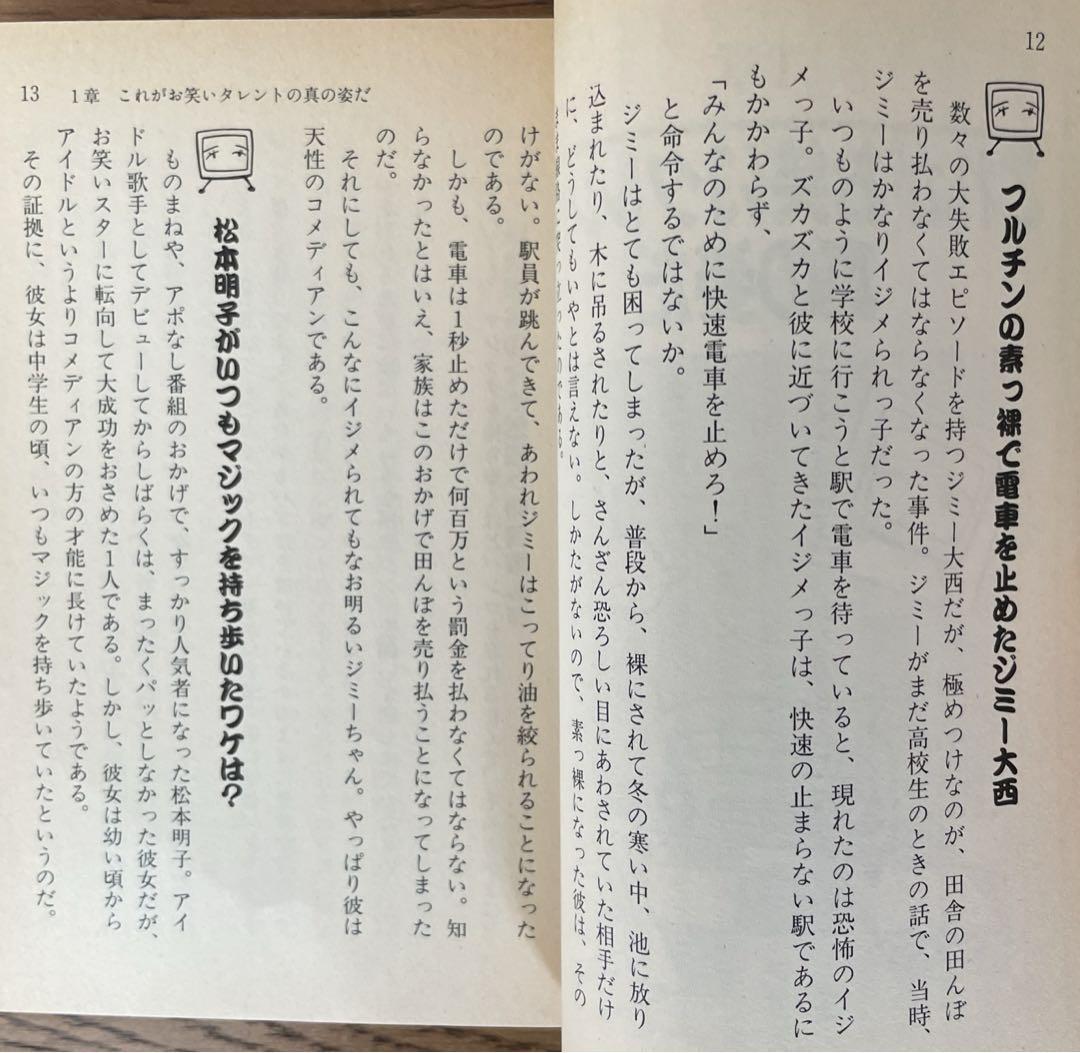 12
フルチンの素っ裸で電車を止めたジミー大西
数々の大失敗エピソードを持つジミー大西だが、極めつけなのが、田舎の田んぼ
を売り払わなくてはならなくなった事件。ジミーがまだ高校生のときの話で、当時、
ジミーはかなりイジメられっ子だった。
いつものように学校に行こうと駅で電車を待っていると、現れたのは恐怖のイジ
メっ子。ズカズカと彼に近づいてきたイジメっ子は、快速の止まらない駅であるに
もかかわらず、
「みんなのために快速電車を止めろ！」
と命令するではないか。
ジミーはとても困ってしまったが、普段から、裸にされて冬の寒い中、池に放り
込まれたり、木に吊るされたりと、さんざん恐ろしい目にあわされていた相手だけ
に、どうしてもいやとは言えない。しかたがないので、素っ裸になった彼は、その
13
1章 これがお笑いタレントの真の姿だ
けがない。駅員が跳んできて、あわれジミーはこってり油を絞られることになった
のである。
しかも、電車は1秒止めただけで何百万という罰金を払わなくてはならない。知
らなかったとはいえ、家族はこのおかげで田んぼを売り払うことになってしまった
のだ。
それにしても、こんなにイジメられてもなお明るいジミーちゃん。やっぱり彼は
天性のコメディアンである。
松本明子がいつもマジックを持ち歩いたワケは？
ものまねや、アポなし番組のおかげで、すっかり人気者になった松本明子。アイ
ドル歌手としてデビューしてからしばらくは、まったくパッとしなかった彼女だが、
お笑いスターに転向して大成功をおさめた1人である。しかし、彼女は幼い頃から
アイドルというよりコメディアンの方の才能に長けていたようである。
その証拠に、彼女は中学生の頃、いつもマジックを持ち歩いていたというのだ。